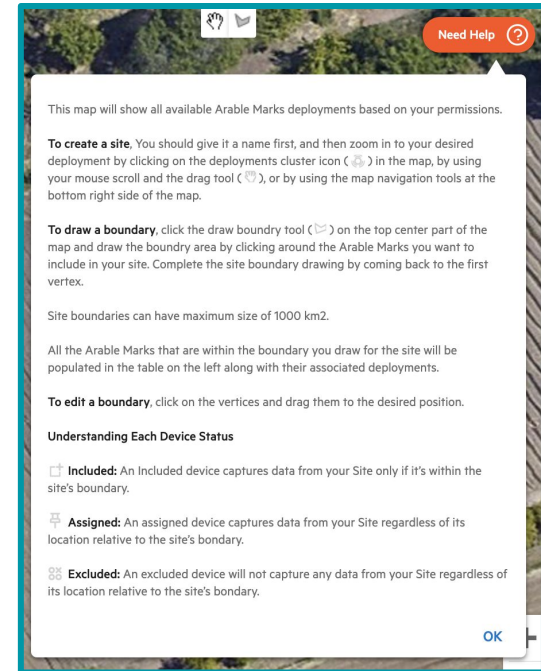 Need Help ?
This map will show all available Arable Marks deployments based on your permissions.
To create a site, You should give it a name first, and then zoom in to your desired
deployment by clicking on the deployments cluster icon ( ) in the map, by using
your mouse scroll and the drag tool ( ), or by using the map navigation tools at the
bottom right side of the map.
To draw a boundary, click the draw boundry tool ( ) on the top center part of the
map and draw the boundry area by clicking around the Arable Marks you want to
include in your site. Complete the site boundary drawing by coming back to the first
vertex.
Site boundaries can have maximum size of 1000 km2.
All the Arable Marks that are within the boundary you draw for the site will be
populated in the table on the left along with their associated deployments.
To edit a boundary, click on the vertices and drag them to the desired position.
Understanding Each Device Status
Included: An Included device captures data from your Site only if it's within the
site's boundary.
Assigned: An assigned device captures data from your Site regardless of its
location relative to the site's bondary.
Excluded: An excluded device will not capture any data from your Site regardless of
its location relative to the site's bondary.
OK